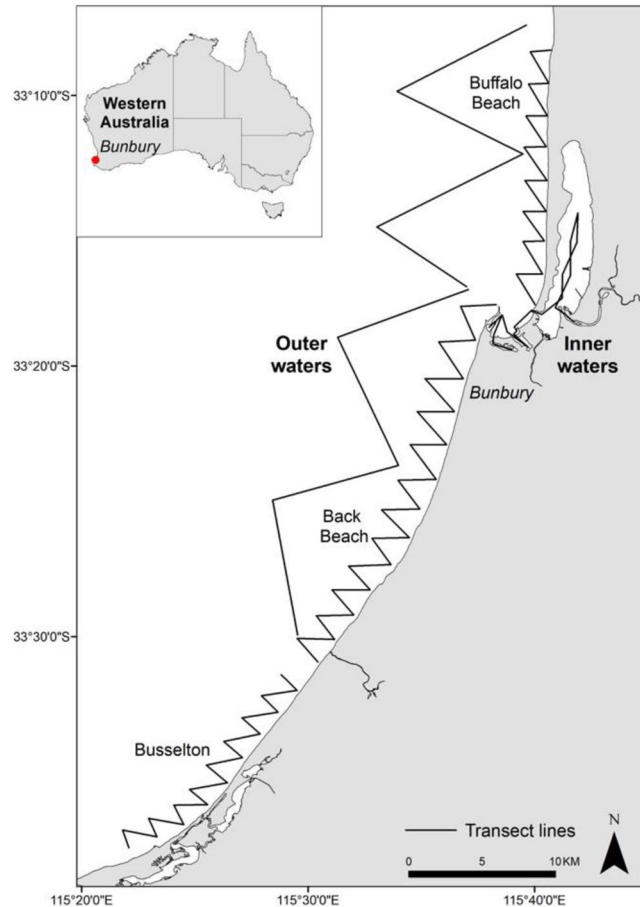 Western
Australia
Bunbury
33°10'0"S
33°20'0"S
33°30'0"S
Buffalo
Beach
Outer
waters
Inner
waters
Bunbury
Back
Beach
Busselton
Transect lines
N
0 5 10KM
115°20'0"E 115°30'0"E 115°40'0"E